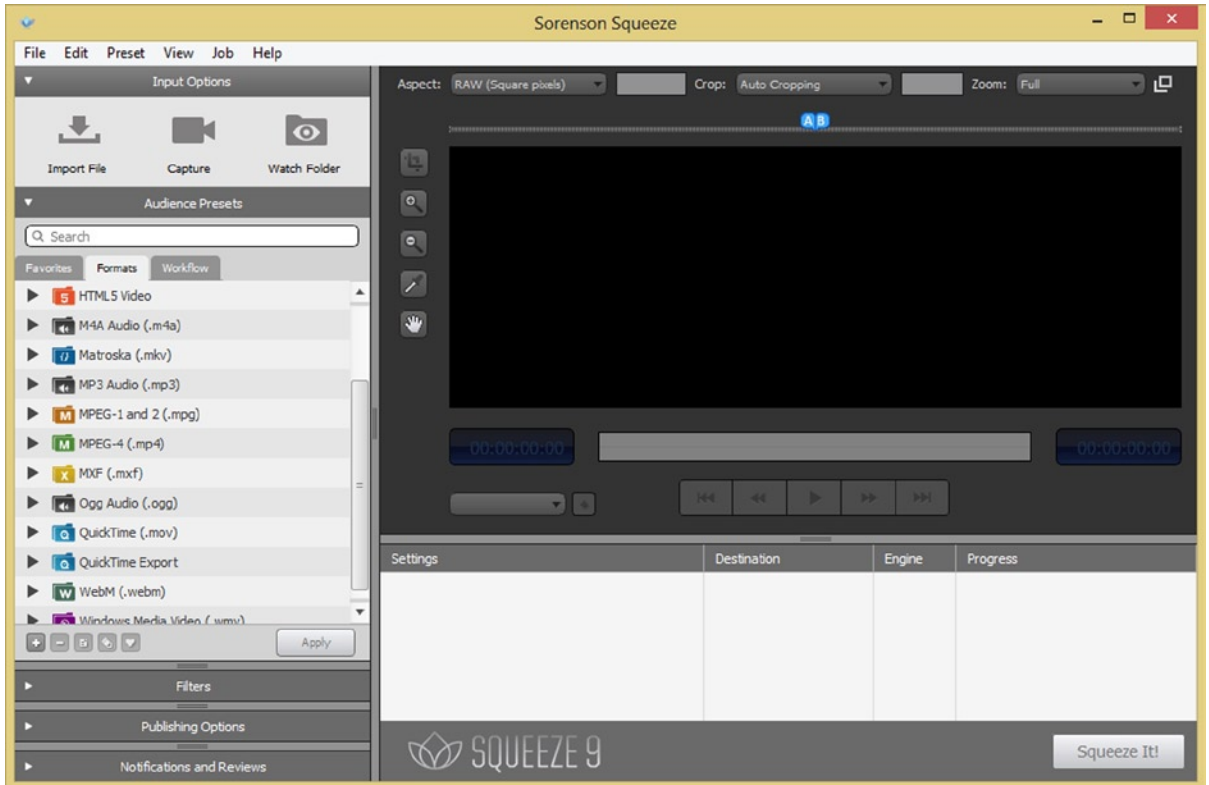 Sorenson Squeeze
File Edit Preset View Job Help
Input Options
Import File Capture Watch Folder
Audience Presets
Search
Favorites Formats Workflow
HTML5 Video
M4A Audio (.m4a)
Matroska (.mkv)
MP3 Audio (.mp3)
MPEG-1 and 2 (.mpg)
MPEG-4 (.mp4)
MXF (.mxf)
Ogg Audio (.ogg)
QuickTime (.mov)
QuickTime Export
WebM (.webm)
Windows Media Video (.wmv)
Apply
Filters
Publishing Options
Notifications and Reviews
Aspect: RAW (Square pixels) Crop: Auto Cropping Zoom: Full
A B
00:00:00:00 00:00:00:00
Settings Destination Engine Progress
SQUEEZE 9
Squeeze It!